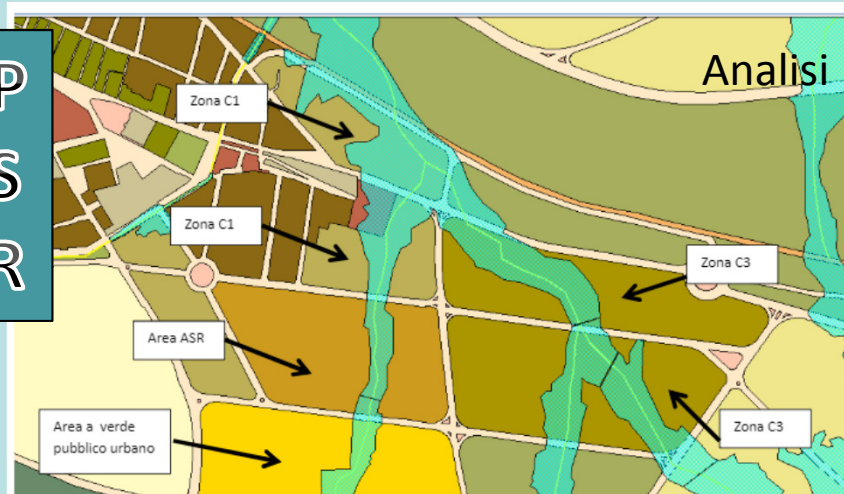 P
S
R
Analisi
Zona C1
Zona C1
Zona C3
Area ASR
Area a verde
pubblico urbano
Zona C3